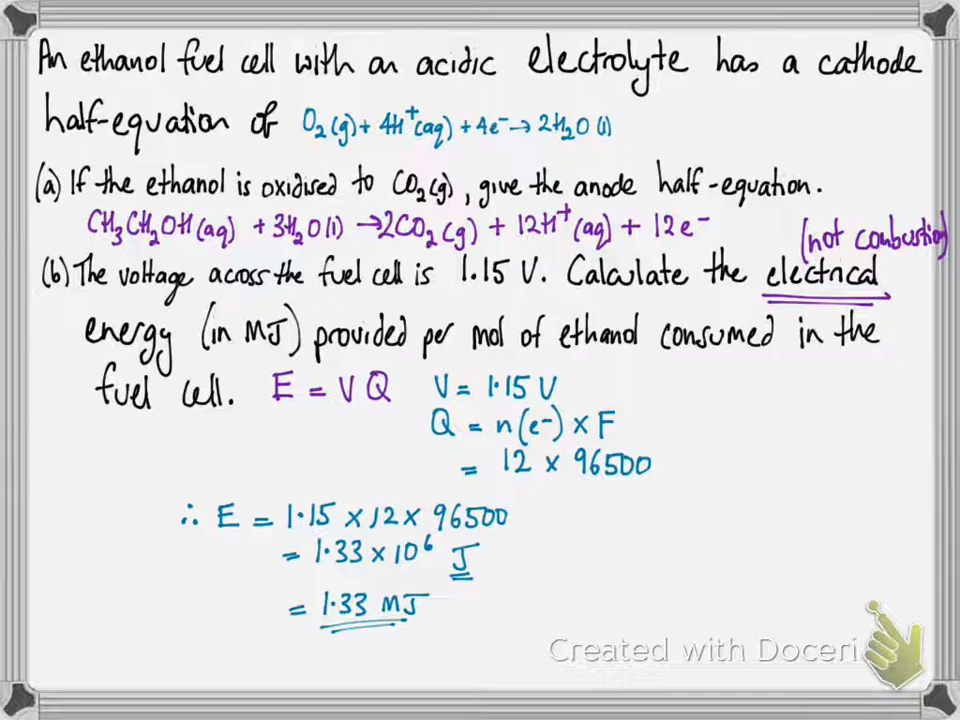 An ethanol fuel cell with an acidic electrolyte has a cathode
half-equation of O₂(g) + 4H⁺(aq) + 4e⁻ → 2H₂O(l)
(a) If the ethanol is oxidised to CO₂(g), give the anode half-equation.
CH₃CH₂OH(aq) + 3H₂O(l) → 2CO₂(g) + 12H⁺(aq) + 12e⁻
(not combustion)
(b) The voltage across the fuel cell is 1.15 V. Calculate the electrical
energy (in MJ) provided per mol of ethanol consumed in the
fuel cell. E = VQ V = 1.15 V
Q = n(e⁻) × F
= 12 × 96500
∴ E = 1.15 × 12 × 96500
= 1.33 × 10⁶ J
= 1.33 MJ
Created with Doceri